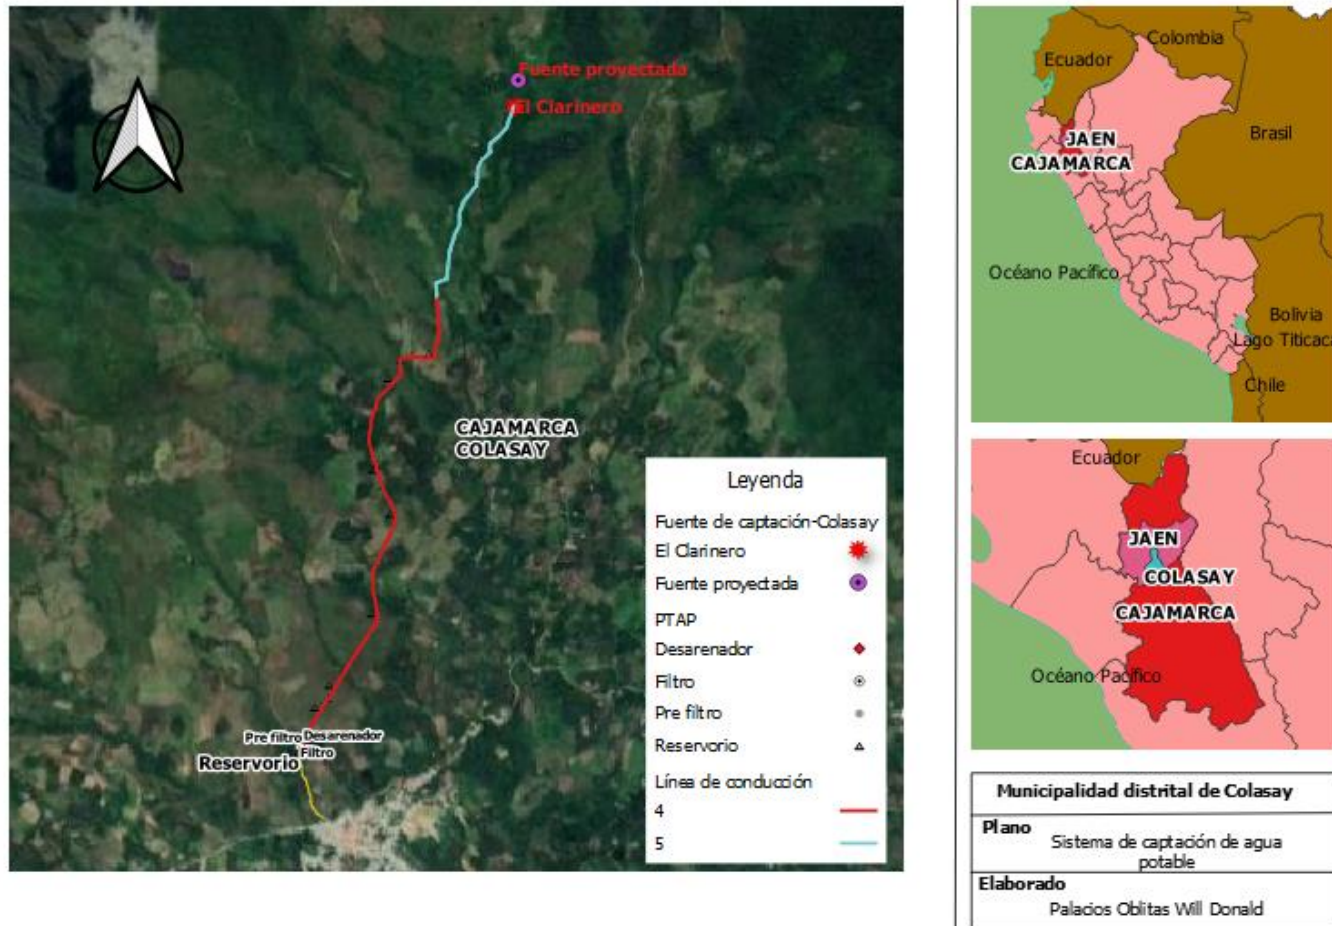 Fuente proyectada
El Clarinero
CAJAMARCA
COLASAY
Pre filtro Desarenador
Filtro
Reservorio
Leyenda
Fuente de captación-Colasay
El Clarinero
Fuente proyectada
PTAP
Desarenador
Filtro
Pre filtro
Reservorio
Línea de conducción
4
5
Colombia
Ecuador
Brasil
JAEN
CAJAMARCA
Océano Pacífico
Bolivia
Lago Titicaca
Chile
Ecuador
JAEN
COLASAY
CAJAMARCA
Océano Pacífico
Municipalidad distrital de Colasay
Plano
Sistema de captación de agua
potable
Elaborado
Palacios Oblitas Will Donald